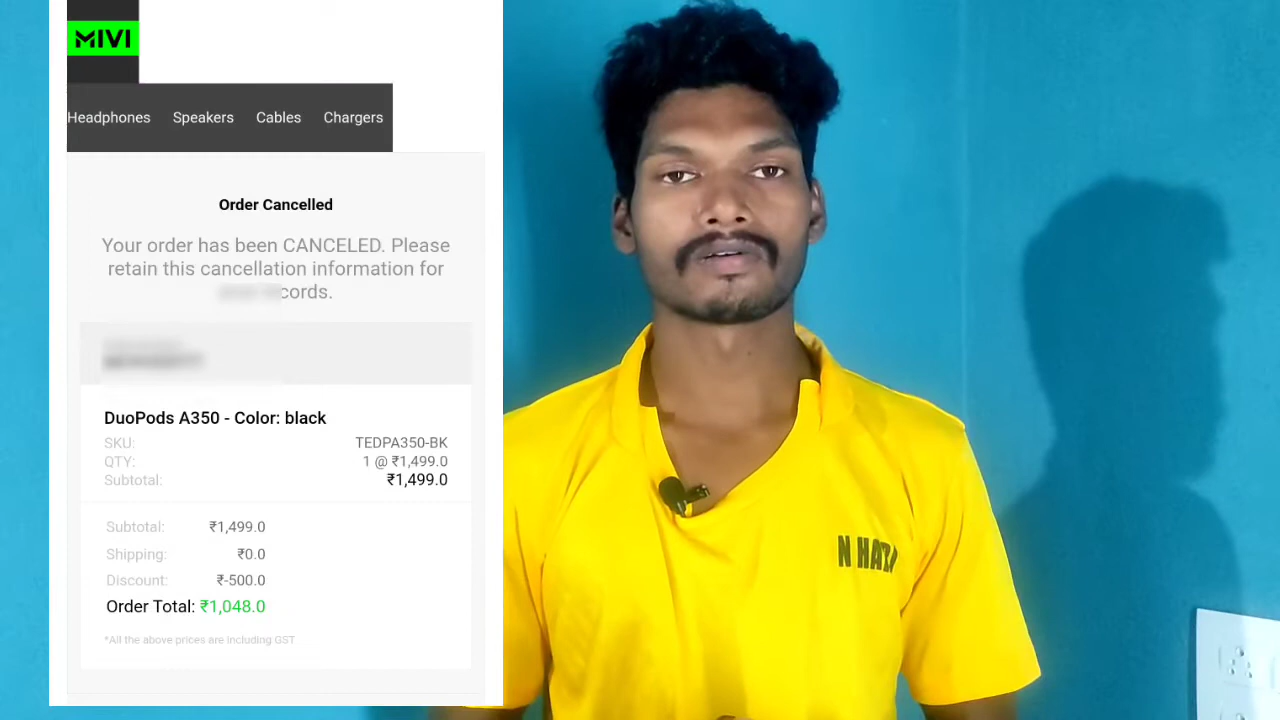 MIVI
Headphones Speakers Cables Chargers
Order Cancelled
Your order has been CANCELED. Please
retain this cancellation information for
cords.
DuoPods A350 - Color: black
SKU: TEDPA350-BK
QTY: 1 @ ₹1,499.0
Subtotal: ₹1,499.0
Subtotal: ₹1,499.0
Shipping: ₹0.0
Discount: ₹-500.0
Order Total: ₹1,048.0
*All the above prices are including GST
N HA